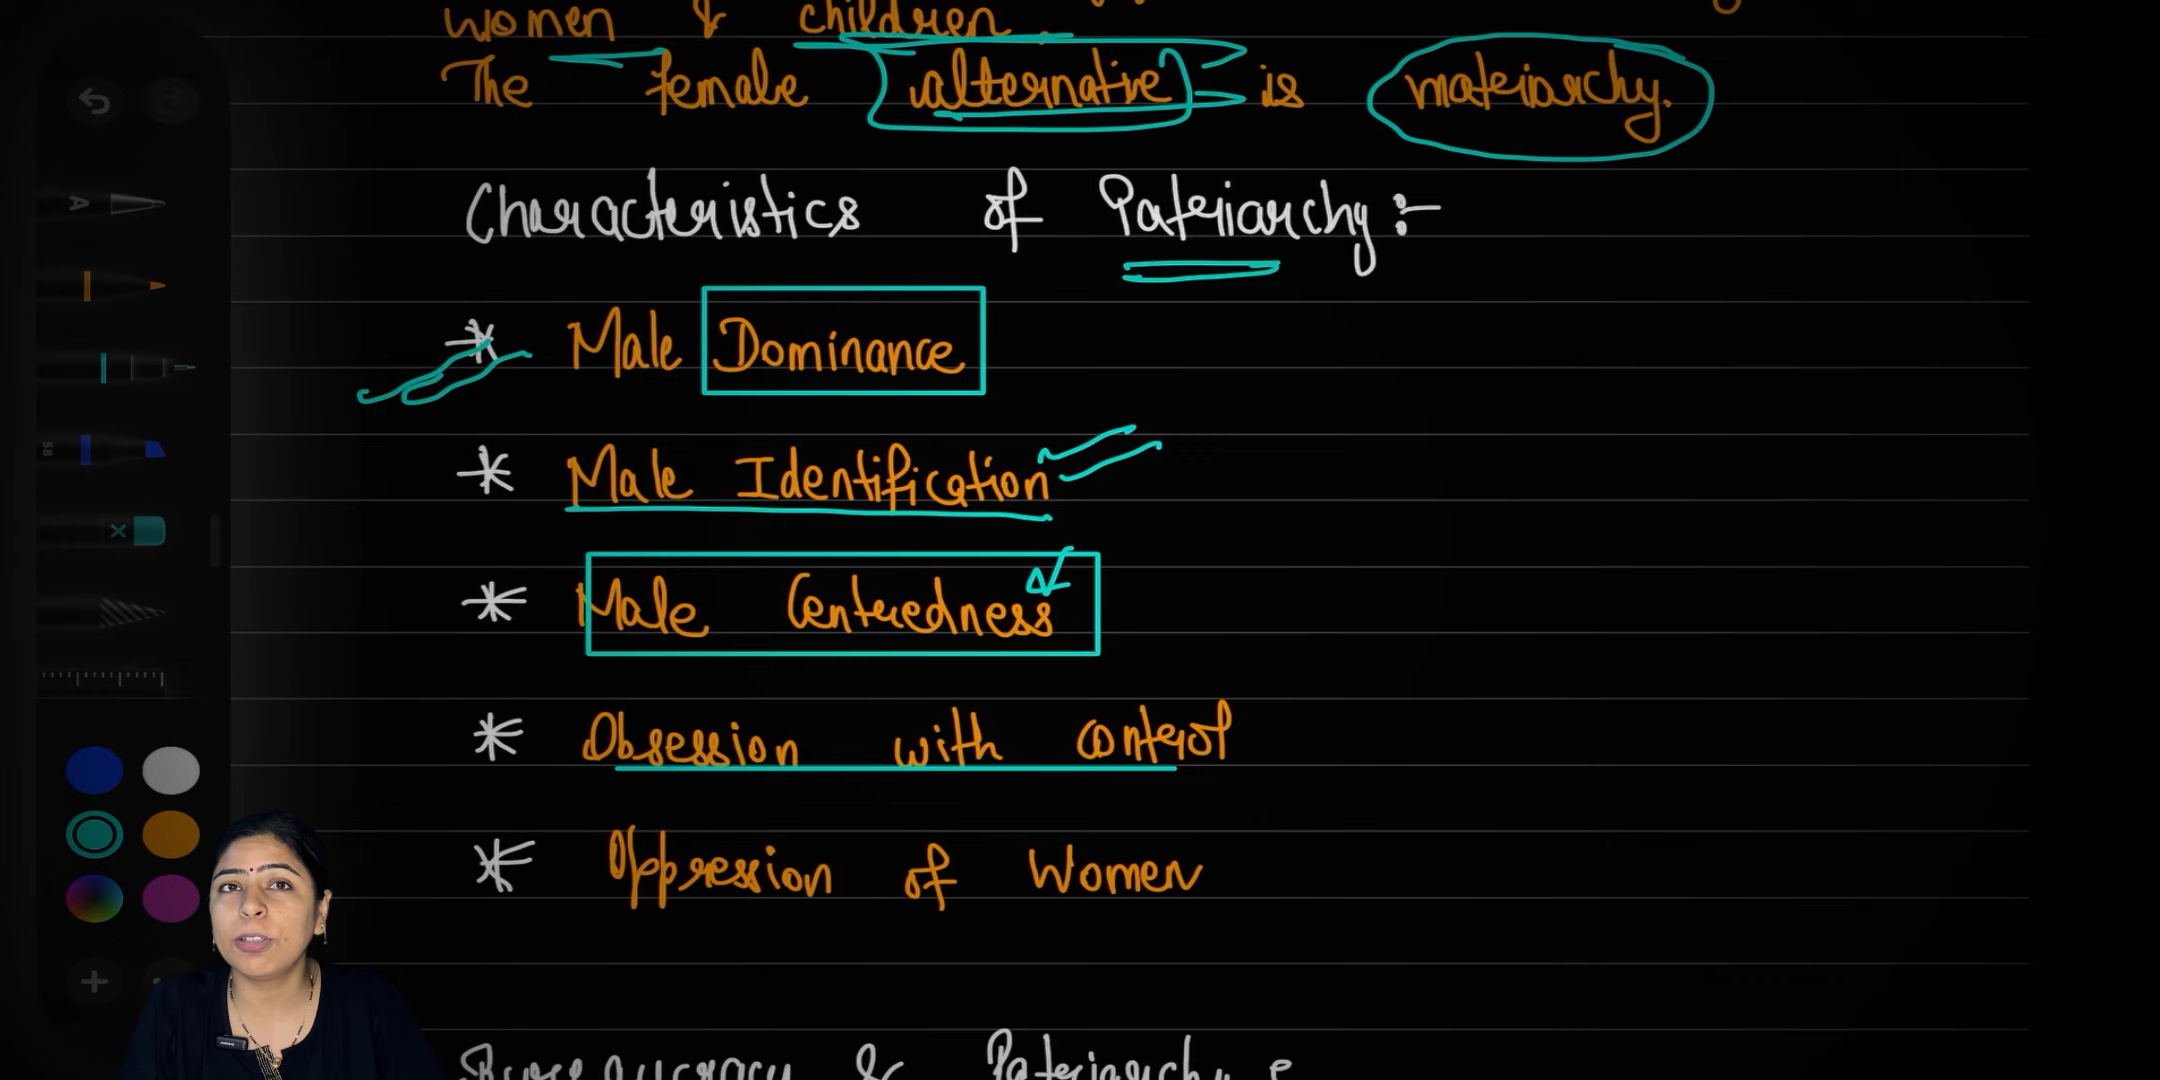 women & children.
The female alternative is matriarchy.
Characteristics of Patriarchy :-
* Male Dominance
* Male Identification
* Male Centeredness
* Obsession with control
* Oppression of Women
Bureaucracy & Patriarchy :